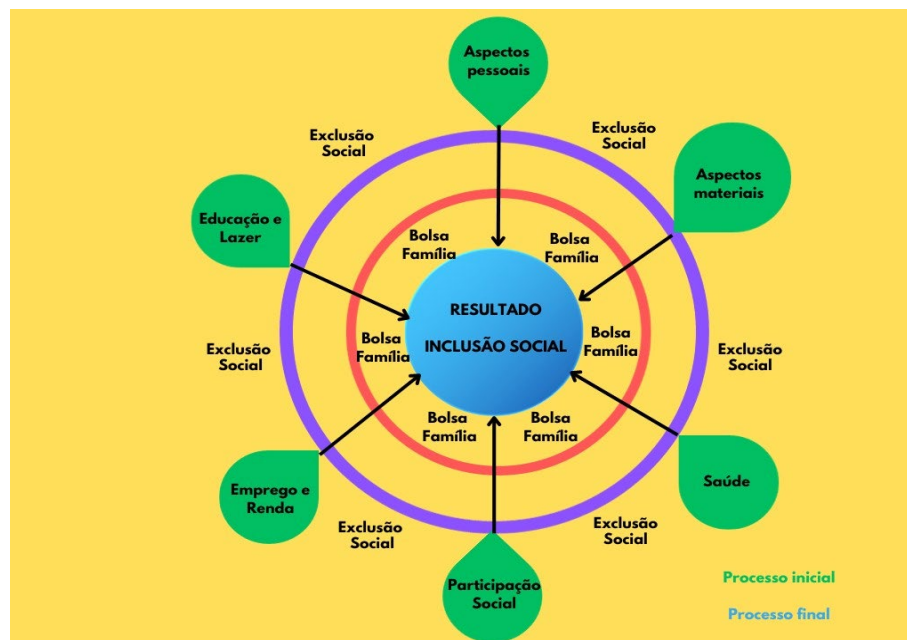 Aspectos
pessoais
Exclusão
Social
Exclusão
Social
Aspectos
materiais
Educação e
Lazer
Bolsa
Família
Bolsa
Família
RESULTADO
INCLUSÃO SOCIAL
Bolsa
Família
Bolsa
Família
Exclusão
Social
Exclusão
Social
Bolsa
Família
Bolsa
Família
Emprego e
Renda
Saúde
Exclusão
Social
Exclusão
Social
Participação
Social
Processo inicial
Processo final